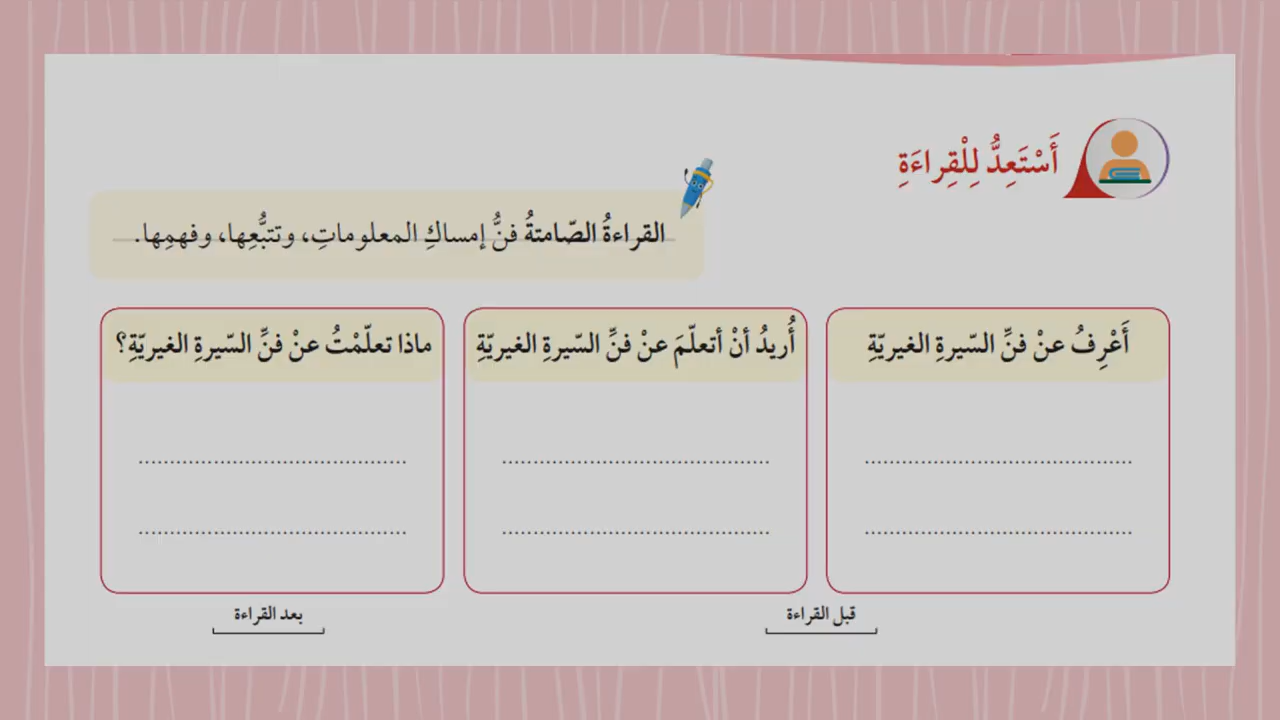 أَسْتَعِدُّ لِلْقِراءَةِ
القراءةُ الصّامتةُ فنُّ إمساكِ المعلوماتِ، وتتبُّعِها، وفهمِها.
أَعْرِفُ عنْ فنِّ السّيرةِ الغيريّةِ
أُريدُ أنْ أتعلّمَ عنْ فنِّ السّيرةِ الغيريّةِ
ماذا تعلّمْتُ عنْ فنِّ السّيرةِ الغيريّةِ؟
قبل القراءة
بعد القراءة